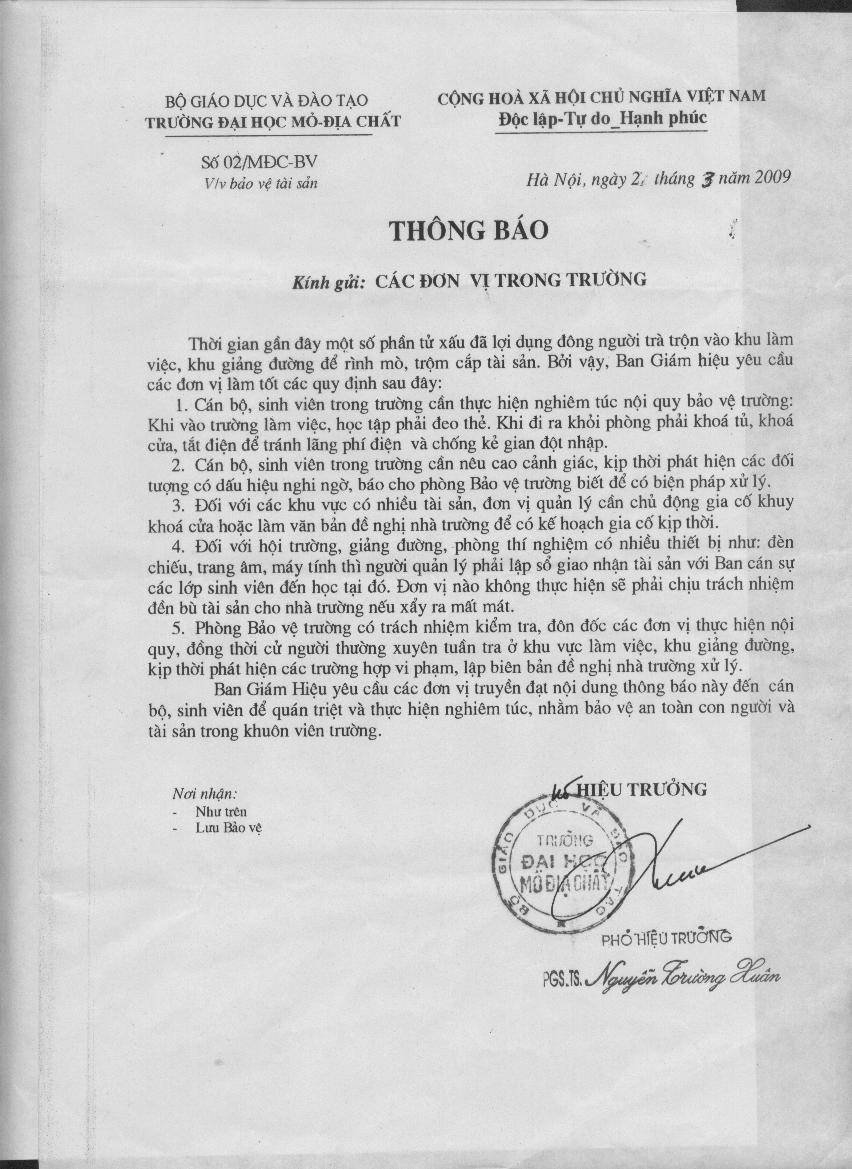 BỘ GIÁO DỤC VÀ ĐÀO TẠO
TRƯỜNG ĐẠI HỌC MỎ-ĐỊA CHẤT
CỘNG HOÀ XÃ HỘI CHỦ NGHĨA VIỆT NAM
Độc lập-Tự do_Hạnh phúc
Số 02/MĐC-BV
V/v bảo vệ tài sản
Hà Nội, ngày 2 tháng 3 năm 2009
THÔNG BÁO
Kính gửi: CÁC ĐƠN VỊ TRONG TRƯỜNG
Thời gian gần đây một số phần tử xấu đã lợi dụng đông người trà trộn vào khu làm
việc, khu giảng đường để rình mò, trộm cắp tài sản. Bởi vậy, Ban Giám hiệu yêu cầu
các đơn vị làm tốt các quy định sau đây:
1. Cán bộ, sinh viên trong trường cần thực hiện nghiêm túc nội quy bảo vệ trường:
Khi vào trường làm việc, học tập phải đeo thẻ. Khi đi ra khỏi phòng phải khoá tủ, khoá
cửa, tắt điện để tránh lãng phí điện và chống kẻ gian đột nhập.
2. Cán bộ, sinh viên trong trường cần nêu cao cảnh giác, kịp thời phát hiện các đối
tượng có dấu hiệu nghi ngờ, báo cho phòng Bảo vệ trường biết để có biện pháp xử lý.
3. Đối với các khu vực có nhiều tài sản, đơn vị quản lý cần chủ động gia cố khuy
khoá cửa hoặc làm văn bản đề nghị nhà trường để có kế hoạch gia cố kịp thời.
4. Đối với hội trường, giảng đường, phòng thí nghiệm có nhiều thiết bị như: đèn
chiếu, trang âm, máy tính thì người quản lý phải lập sổ giao nhận tài sản với Ban cán sự
các lớp sinh viên đến học tại đó. Đơn vị nào không thực hiện sẽ phải chịu trách nhiệm
đền bù tài sản cho nhà trường nếu xẩy ra mất mát.
5. Phòng Bảo vệ trường có trách nhiệm kiểm tra, đôn đốc các đơn vị thực hiện nội
quy, đồng thời cử người thường xuyên tuần tra ở khu vực làm việc, khu giảng đường,
kịp thời phát hiện các trường hợp vi phạm, lập biên bản đề nghị nhà trường xử lý.
Ban Giám Hiệu yêu cầu các đơn vị truyền đạt nội dung thông báo này đến cán
bộ, sinh viên để quán triệt và thực hiện nghiêm túc, nhằm bảo vệ an toàn con người và
tài sản trong khuôn viên trường.
Nơi nhận:
- Như trên
- Lưu Bảo vệ
HIỆU TRƯỞNG
BỘ GIÁO DỤC VÀ ĐÀO TẠO
TRƯỜNG
ĐẠI HỌC
MỎ ĐỊA CHẤT
PHÓ HIỆU TRƯỞNG
PGS.TS. Nguyễn Trường Xuân